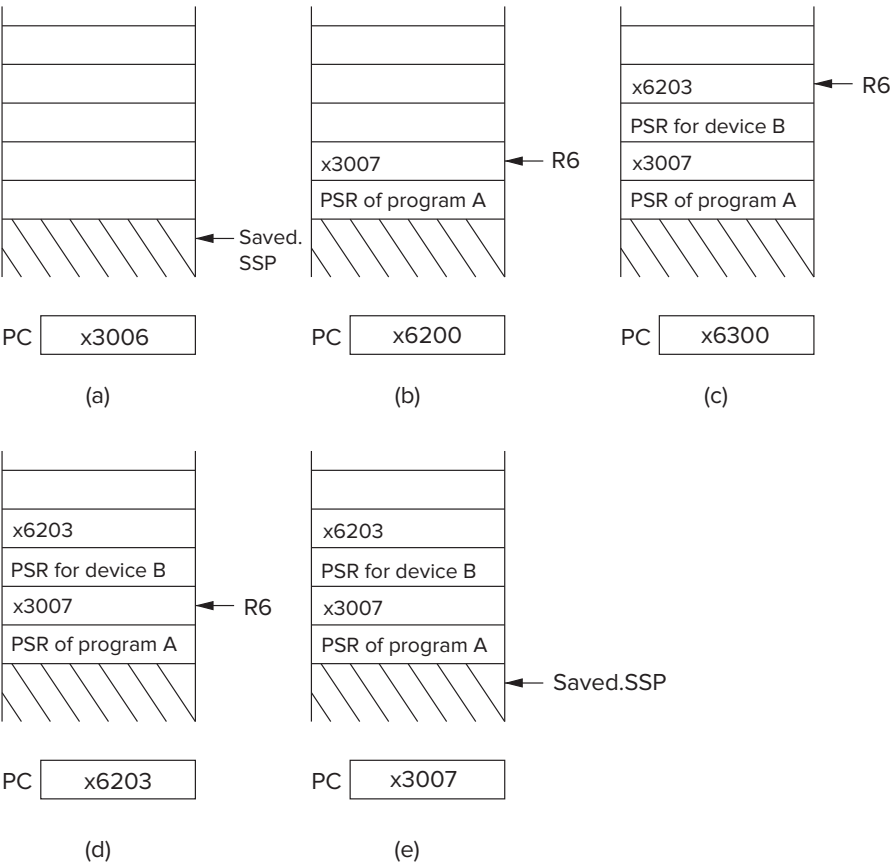 Saved.
SSP
PC x3006
(a)
x3007
R6
PSR of program A
PC x6200
(b)
x6203
R6
PSR for device B
x3007
PSR of program A
PC x6300
(c)
x6203
PSR for device B
x3007
R6
PSR of program A
PC x6203
(d)
x6203
PSR for device B
x3007
PSR of program A
Saved.SSP
PC x3007
(e)